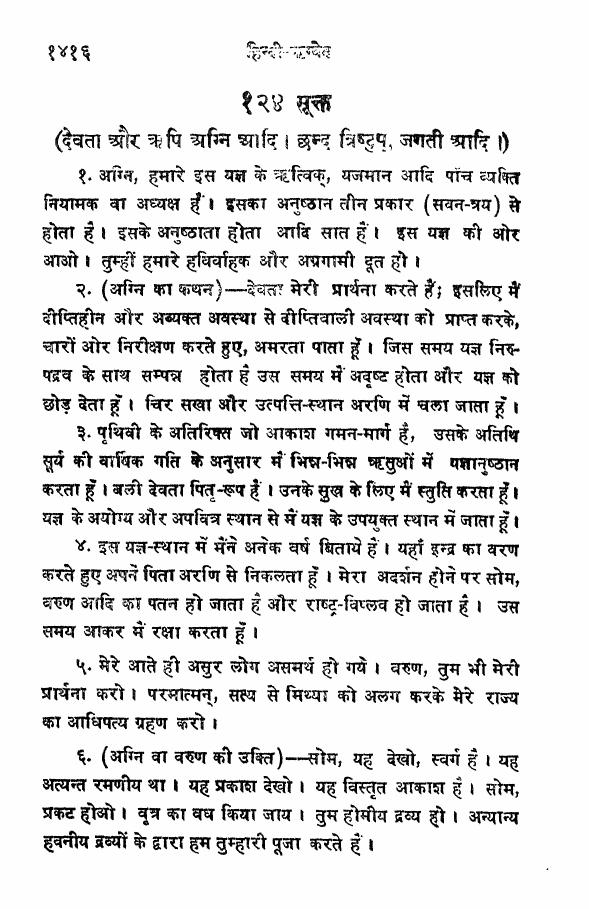 १४१६ हिन्दी-ऋग्वेद
१२४ सूक्त
(देवता और ऋषि अग्नि आदि । छन्द त्रिष्टुप्, जगती आदि ।)
१. अग्नि, हमारे इस यज्ञ के ऋत्विक्, यजमान आदि पाँच व्यक्ति
नियामक वा अध्यक्ष हैं । इसका अनुष्ठान तीन प्रकार (सवन-त्रय) से
होता है । इसके अनुष्ठाता होता आदि सात हैं । इस यज्ञ की ओर
आओ । तुम्हीं हमारे हविर्वाहक और अग्रगामी दूत हो ।
२. (अग्नि का कथन)—देवता मेरी प्रार्थना करते हैं; इसलिए मैं
दीप्तिहीन और अव्यक्त अवस्था से दीप्तिवाली अवस्था को प्राप्त करके,
चारों ओर निरीक्षण करते हुए, अमरता पाता हूँ । जिस समय यज्ञ निरु-
पद्रव के साथ सम्पन्न होता है उस समय मैं अदृष्ट होता और यज्ञ को
छोड़ देता हूँ । चिर सखा और उत्पत्ति-स्थान अरणि में चला जाता हूँ ।
३. पृथिवी के अतिरिक्त जो आकाश गमन-मार्ग है, उसके अतिथि
सूर्य की वार्षिक गति के अनुसार मैं भिन्न-भिन्न ऋतुओं में यज्ञानुष्ठान
करता हूँ । बली देवता पितृ-रूप हैं । उनके सुख के लिए मैं स्तुति करता हूँ ।
यज्ञ के अयोग्य और अपवित्र स्थान से मैं यज्ञ के उपयुक्त स्थान में जाता हूँ ।
४. इस यज्ञ-स्थान में मैंने अनेक वर्ष बिताये हैं । यहाँ इन्द्र का वरण
करते हुए अपने पिता अरणि से निकलता हूँ । मेरा अदर्शन होने पर सोम,
वरुण आदि का पतन हो जाता है और राष्ट्र-विप्लव हो जाता है । उस
समय आकर मैं रक्षा करता हूँ ।
५. मेरे आते ही असुर लोग असमर्थ हो गये । वरुण, तुम भी मेरी
प्रार्थना करो । परमात्मन्, सत्य से मिथ्या को अलग करके मेरे राज्य
का आधिपत्य ग्रहण करो ।
६. (अग्नि वा वरुण की उक्ति)—सोम, यह देखो, स्वर्ग है । यह
अत्यन्त रमणीय था । यह प्रकाश देखो । यह विस्तृत आकाश है । सोम,
प्रकट होओ । वृत्र का वध किया जाय । तुम होमीय द्रव्य हो । अन्यान्य
हवनीय द्रव्यों के द्वारा हम तुम्हारी पूजा करते हैं ।